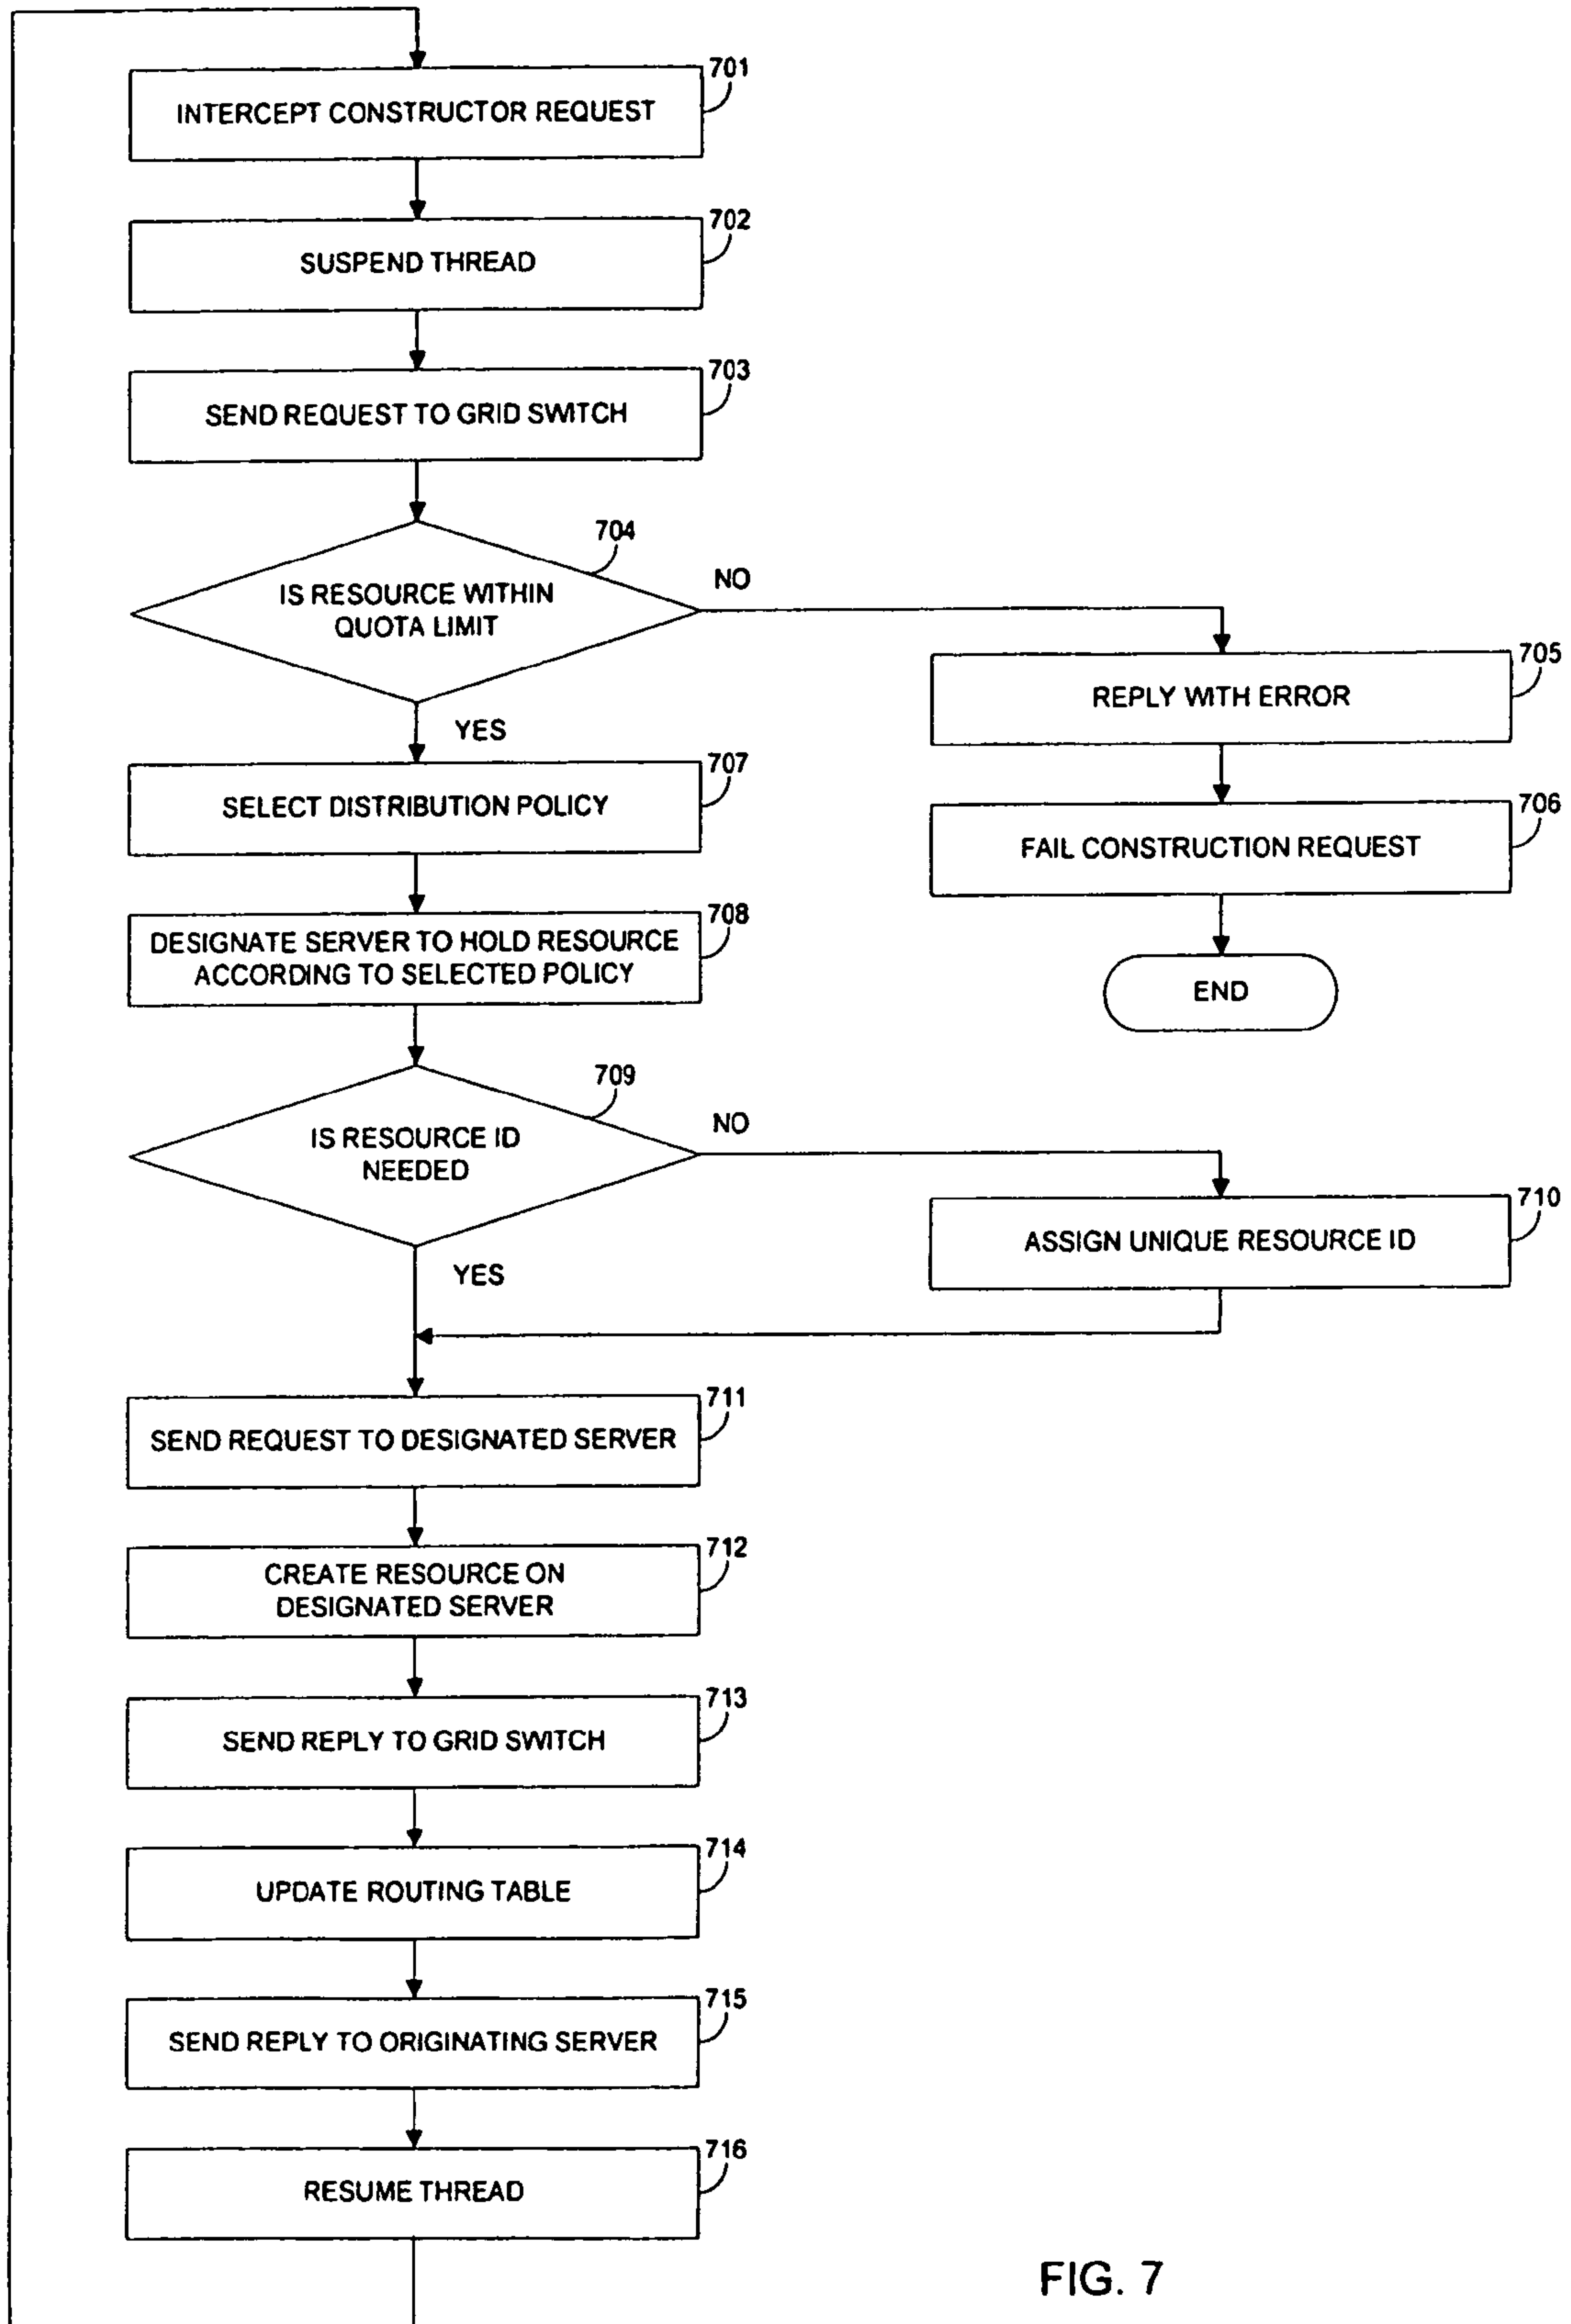 701
INTERCEPT CONSTRUCTOR REQUEST
702
SUSPEND THREAD
703
SEND REQUEST TO GRID SWITCH
704
IS RESOURCE WITHIN
QUOTA LIMIT
NO
YES
705
REPLY WITH ERROR
706
FAIL CONSTRUCTION REQUEST
END
707
SELECT DISTRIBUTION POLICY
708
DESIGNATE SERVER TO HOLD RESOURCE
ACCORDING TO SELECTED POLICY
709
IS RESOURCE ID
NEEDED
NO
YES
710
ASSIGN UNIQUE RESOURCE ID
711
SEND REQUEST TO DESIGNATED SERVER
712
CREATE RESOURCE ON
DESIGNATED SERVER
713
SEND REPLY TO GRID SWITCH
714
UPDATE ROUTING TABLE
715
SEND REPLY TO ORIGINATING SERVER
716
RESUME THREAD
FIG. 7